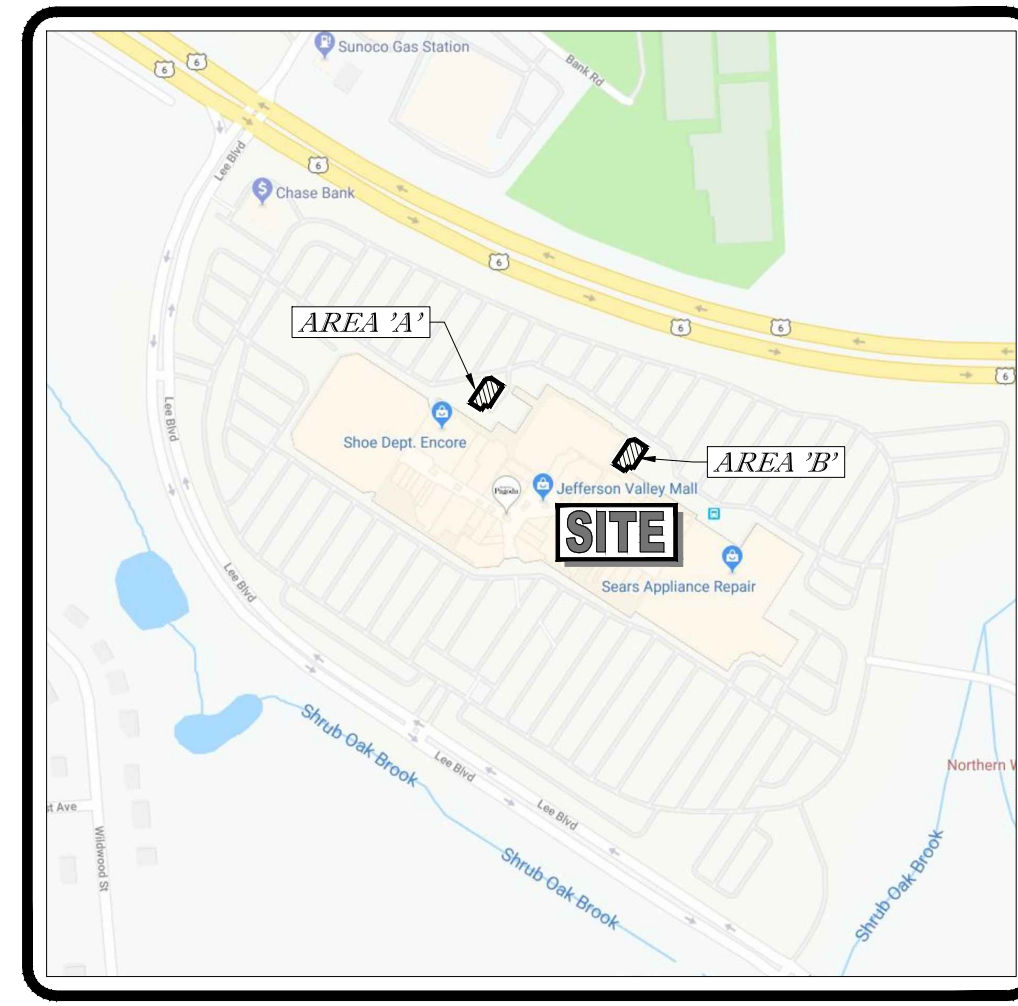 Sunoco Gas Station
Bank Rd
6
6
Lee Blvd
6
Chase Bank
6
AREA 'A'
6
6
6
Lee Blvd
Shoe Dept. Encore
AREA 'B'
Pagoda
Jefferson Valley Mall
SITE
Sears Appliance Repair
Lee Blvd
Shrub Oak Brook
Lee Blvd
Northern
st Ave
Lee Blvd
Wildwood St
Shrub Oak Brook
Shrub Oak Brook